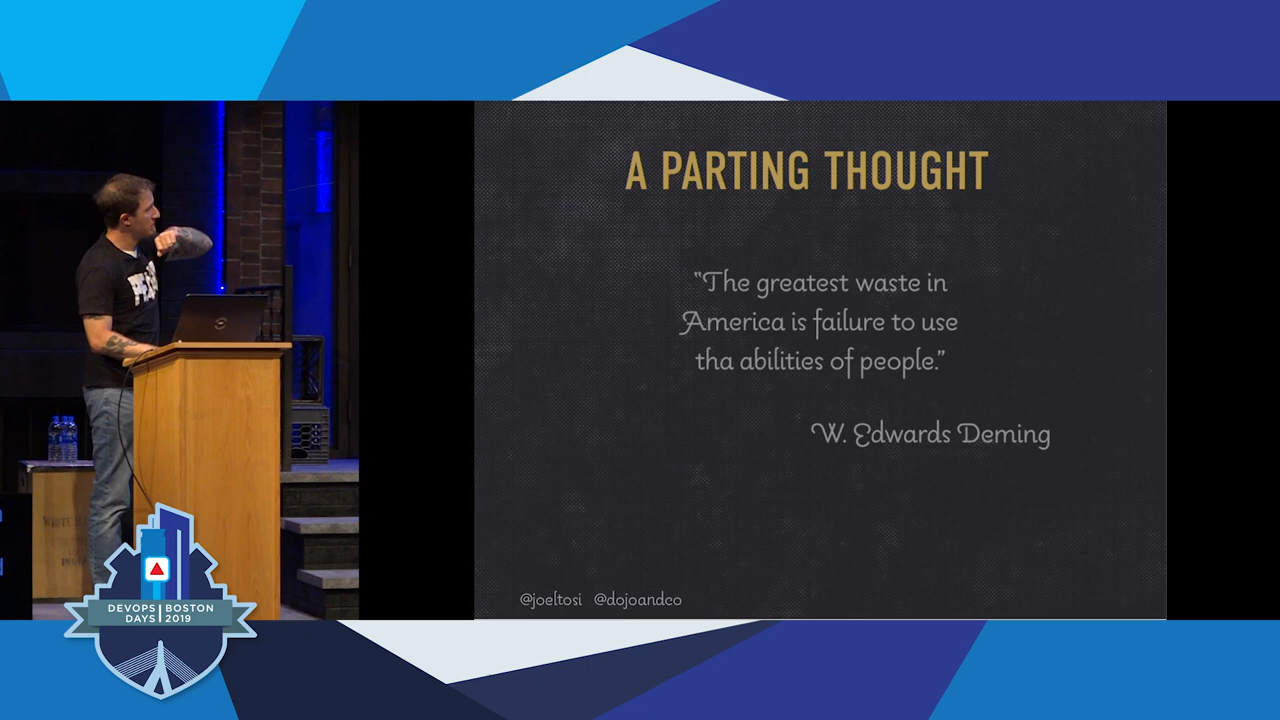 A PARTING THOUGHT
“The greatest waste in
America is failure to use
tha abilities of people.”
W. Edwards Deming
@joeltosi @dojoandco
DEVOPS BOSTON
DAYS 2019